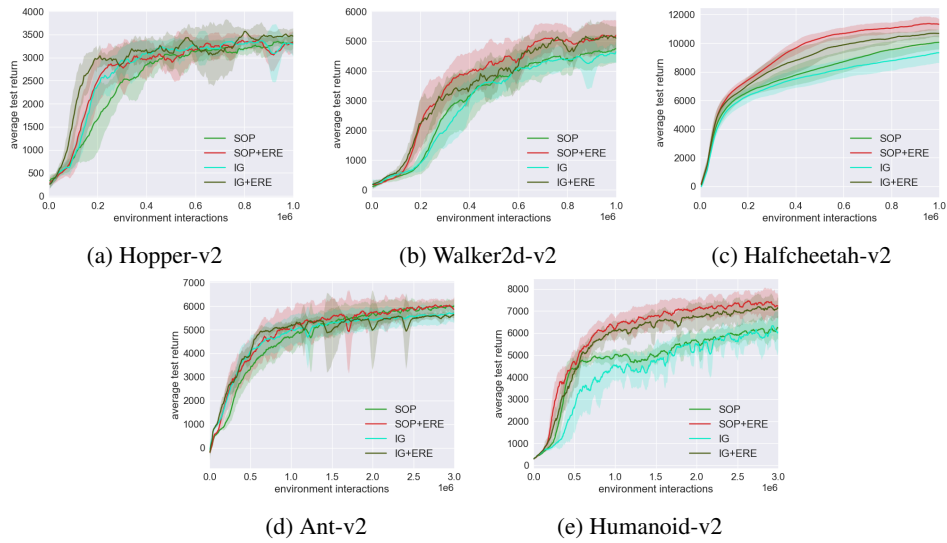 4000
3500
3000
2500
2000
1500
1000
500
0
average test return
SOP
SOP+ERE
IG
IG+ERE
0.0 0.2 0.4 0.6 0.8 1.0
environment interactions 1e6
(a) Hopper-v2
7000
6000
5000
4000
3000
2000
1000
0
average test return
SOP
SOP+ERE
IG
IG+ERE
0.0 0.2 0.4 0.6 0.8 1.0
environment interactions 1e6
(b) Walker2d-v2
12000
10000
8000
6000
4000
2000
0
average test return
SOP
SOP+ERE
IG
IG+ERE
0.0 0.2 0.4 0.6 0.8 1.0
environment interactions 1e6
(c) Halfcheetah-v2
7000
6000
5000
4000
3000
2000
1000
0
average test return
SOP
SOP+ERE
IG
IG+ERE
0.0 0.5 1.0 1.5 2.0 2.5 3.0
environment interactions 1e6
(d) Ant-v2
8000
7000
6000
5000
4000
3000
2000
1000
0
average test return
SOP
SOP+ERE
IG
IG+ERE
0.0 0.5 1.0 1.5 2.0 2.5 3.0
environment interactions 1e6
(e) Humanoid-v2